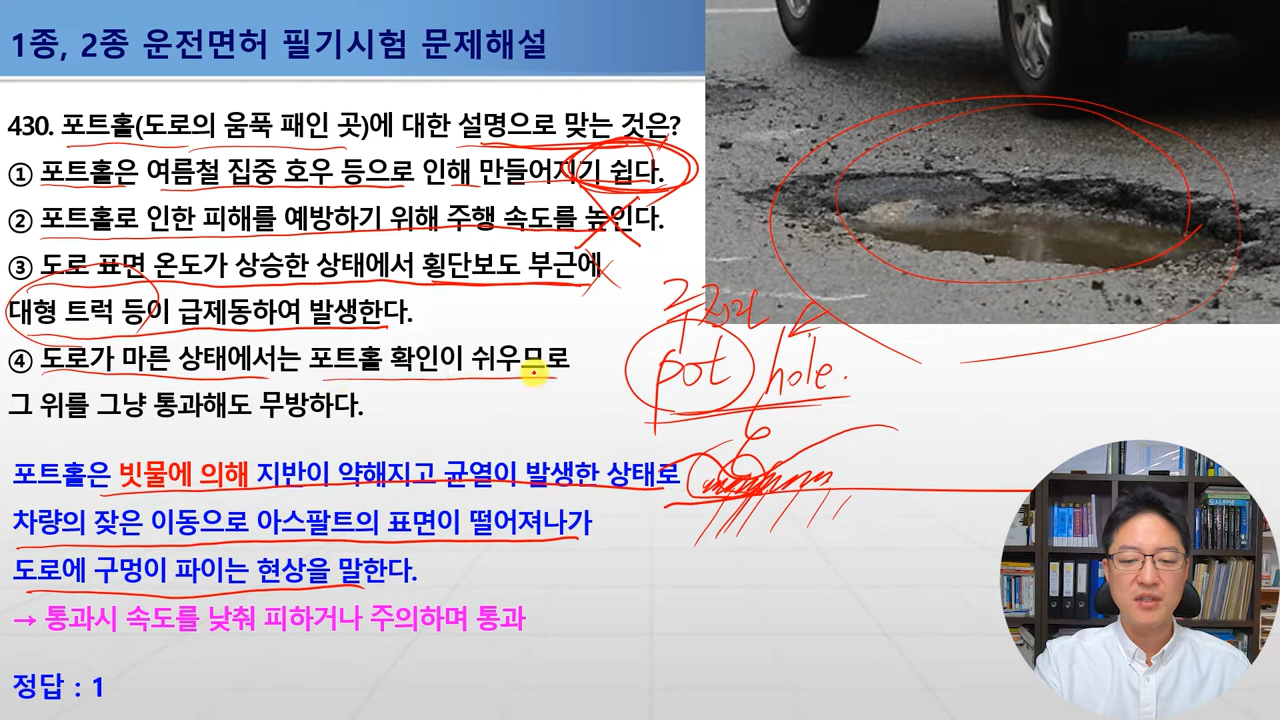 1종, 2종 운전면허 필기시험 문제해설
430. 포트홀(도로의 움푹 패인 곳)에 대한 설명으로 맞는 것은?
① 포트홀은 여름철 집중 호우 등으로 인해 만들어지기 쉽다.
② 포트홀로 인한 피해를 예방하기 위해 주행 속도를 높인다.
③ 도로 표면 온도가 상승한 상태에서 횡단보도 부근에
대형 트럭 등이 급제동하여 발생한다.
④ 도로가 마른 상태에서는 포트홀 확인이 쉬우므로
그 위를 그냥 통과해도 무방하다.
pot hole.
포트홀은 빗물에 의해 지반이 약해지고 균열이 발생한 상태로
차량의 잦은 이동으로 아스팔트의 표면이 떨어져나가
도로에 구멍이 파이는 현상을 말한다.
→ 통과시 속도를 낮춰 피하거나 주의하며 통과
정답 : 1